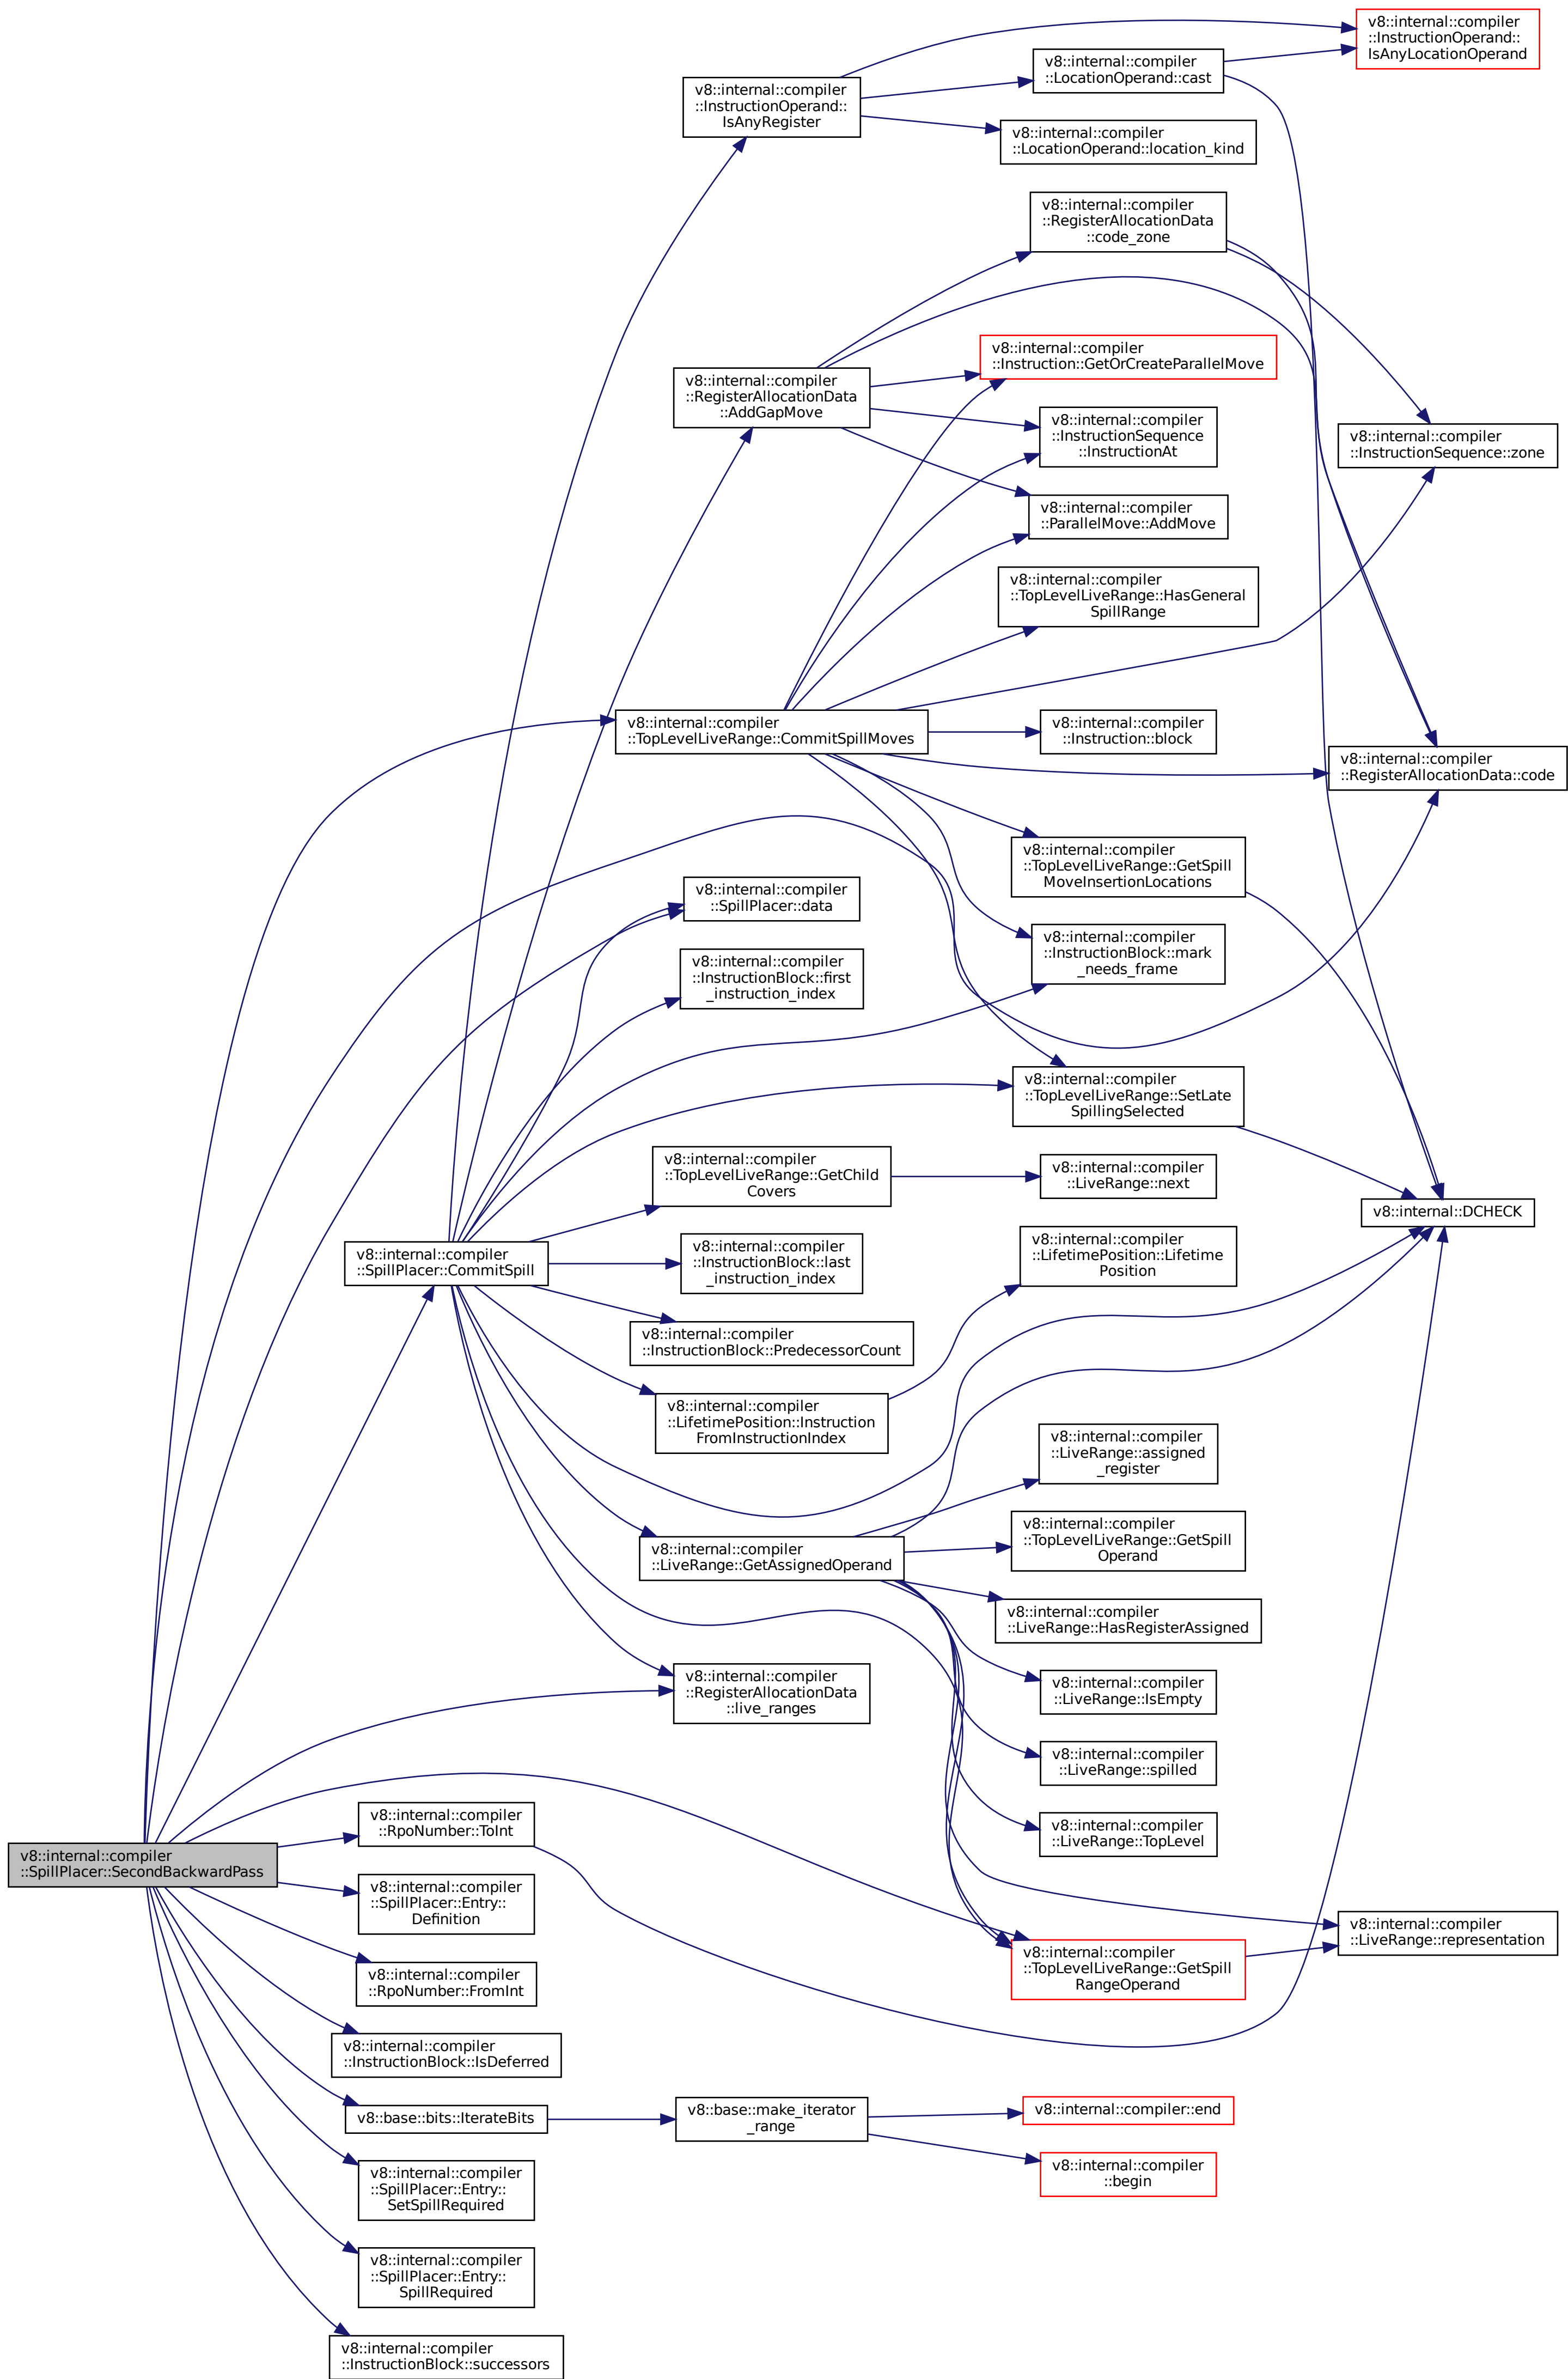 v8::internal::compiler
::InstructionOperand::
IsAnyLocationOperand
v8::internal::compiler
::LocationOperand::cast
v8::internal::compiler
::InstructionOperand::
IsAnyRegister
v8::internal::compiler
::LocationOperand::location_kind
v8::internal::compiler
::RegisterAllocationData
::code_zone
v8::internal::compiler
::Instruction::GetOrCreateParallelMove
v8::internal::compiler
::RegisterAllocationData
::AddGapMove
v8::internal::compiler
::InstructionSequence
::InstructionAt
v8::internal::compiler
::InstructionSequence::zone
v8::internal::compiler
::ParallelMove::AddMove
v8::internal::compiler
::TopLevelLiveRange::HasGeneral
SpillRange
v8::internal::compiler
::TopLevelLiveRange::CommitSpillMoves
v8::internal::compiler
::Instruction::block
v8::internal::compiler
::RegisterAllocationData::code
v8::internal::compiler
::TopLevelLiveRange::GetSpill
MoveInsertionLocations
v8::internal::compiler
::SpillPlacer::data
v8::internal::compiler
::InstructionBlock::mark
_needs_frame
v8::internal::compiler
::InstructionBlock::first
_instruction_index
v8::internal::compiler
::TopLevelLiveRange::SetLate
SpillingSelected
v8::internal::compiler
::TopLevelLiveRange::GetChild
Covers
v8::internal::compiler
::LiveRange::next
v8::internal::DCHECK
v8::internal::compiler
::SpillPlacer::CommitSpill
v8::internal::compiler
::InstructionBlock::last
_instruction_index
v8::internal::compiler
::LifetimePosition::Lifetime
Position
v8::internal::compiler
::InstructionBlock::PredecessorCount
v8::internal::compiler
::LifetimePosition::Instruction
FromInstructionIndex
v8::internal::compiler
::LiveRange::assigned
_register
v8::internal::compiler
::LiveRange::GetAssignedOperand
v8::internal::compiler
::TopLevelLiveRange::GetSpill
Operand
v8::internal::compiler
::LiveRange::HasRegisterAssigned
v8::internal::compiler
::RegisterAllocationData
::live_ranges
v8::internal::compiler
::LiveRange::IsEmpty
v8::internal::compiler
::LiveRange::spilled
v8::internal::compiler
::RpoNumber::ToInt
v8::internal::compiler
::LiveRange::TopLevel
v8::internal::compiler
::SpillPlacer::SecondBackwardPass
v8::internal::compiler
::SpillPlacer::Entry::
Definition
v8::internal::compiler
::LiveRange::representation
v8::internal::compiler
::TopLevelLiveRange::GetSpill
RangeOperand
v8::internal::compiler
::RpoNumber::FromInt
v8::internal::compiler
::InstructionBlock::IsDeferred
v8::base::bits::IterateBits
v8::base::make_iterator
_range
v8::internal::compiler::end
v8::internal::compiler
::begin
v8::internal::compiler
::SpillPlacer::Entry::
SetSpillRequired
v8::internal::compiler
::SpillPlacer::Entry::
SpillRequired
v8::internal::compiler
::InstructionBlock::successors